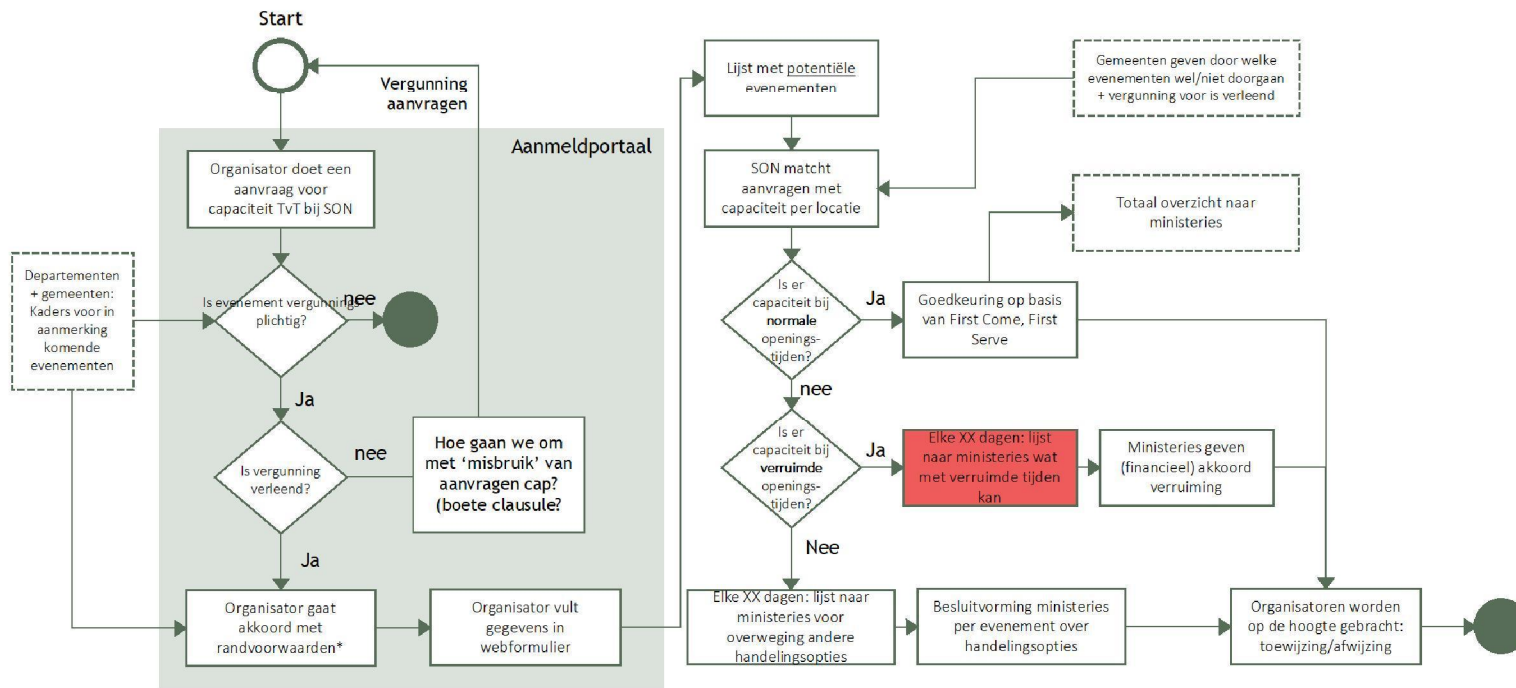 Start
Vergunning
aanvragen
Aanmeldportaal
Organisator doet een
aanvraag voor
capaciteit TvT bij SON
Departementen
+ gemeenten:
Kaders voor in
aanmerking
komende
evenementen
Is evenement vergunnings
plichtig?
nee
Ja
Is vergunning
verleend?
nee
Hoe gaan we om
met ‘misbruik’ van
aanvragen cap?
(boete clausule?
Ja
Organisator gaat
akkoord met
randvoorwaarden*
Organisator vult
gegevens in
webformulier
Lijst met potentiële
evenementen
Gemeenten geven door welke
evenementen wel/niet doorgaan
+ vergunning voor is verleend
SON matcht
aanvragen met
capaciteit per locatie
Totaal overzicht naar
ministeries
Is er
capaciteit bij
normale
openings-
tijden?
Ja
Goedkeuring op basis
van First Come, First
Serve
nee
Is er
capaciteit bij
verruimde
openings-
tijden?
Ja
Elke XX dagen: lijst
naar ministeries wat
met verruimde tijden
kan
Ministeries geven
(financieel) akkoord
verruiming
Nee
Elke XX dagen: lijst naar
ministeries voor
overweging andere
handelingsopties
Besluitvorming ministeries
per evenement over
handelingsopties
Organisatoren worden
op de hoogte gebracht:
toewijzing/afwijzing